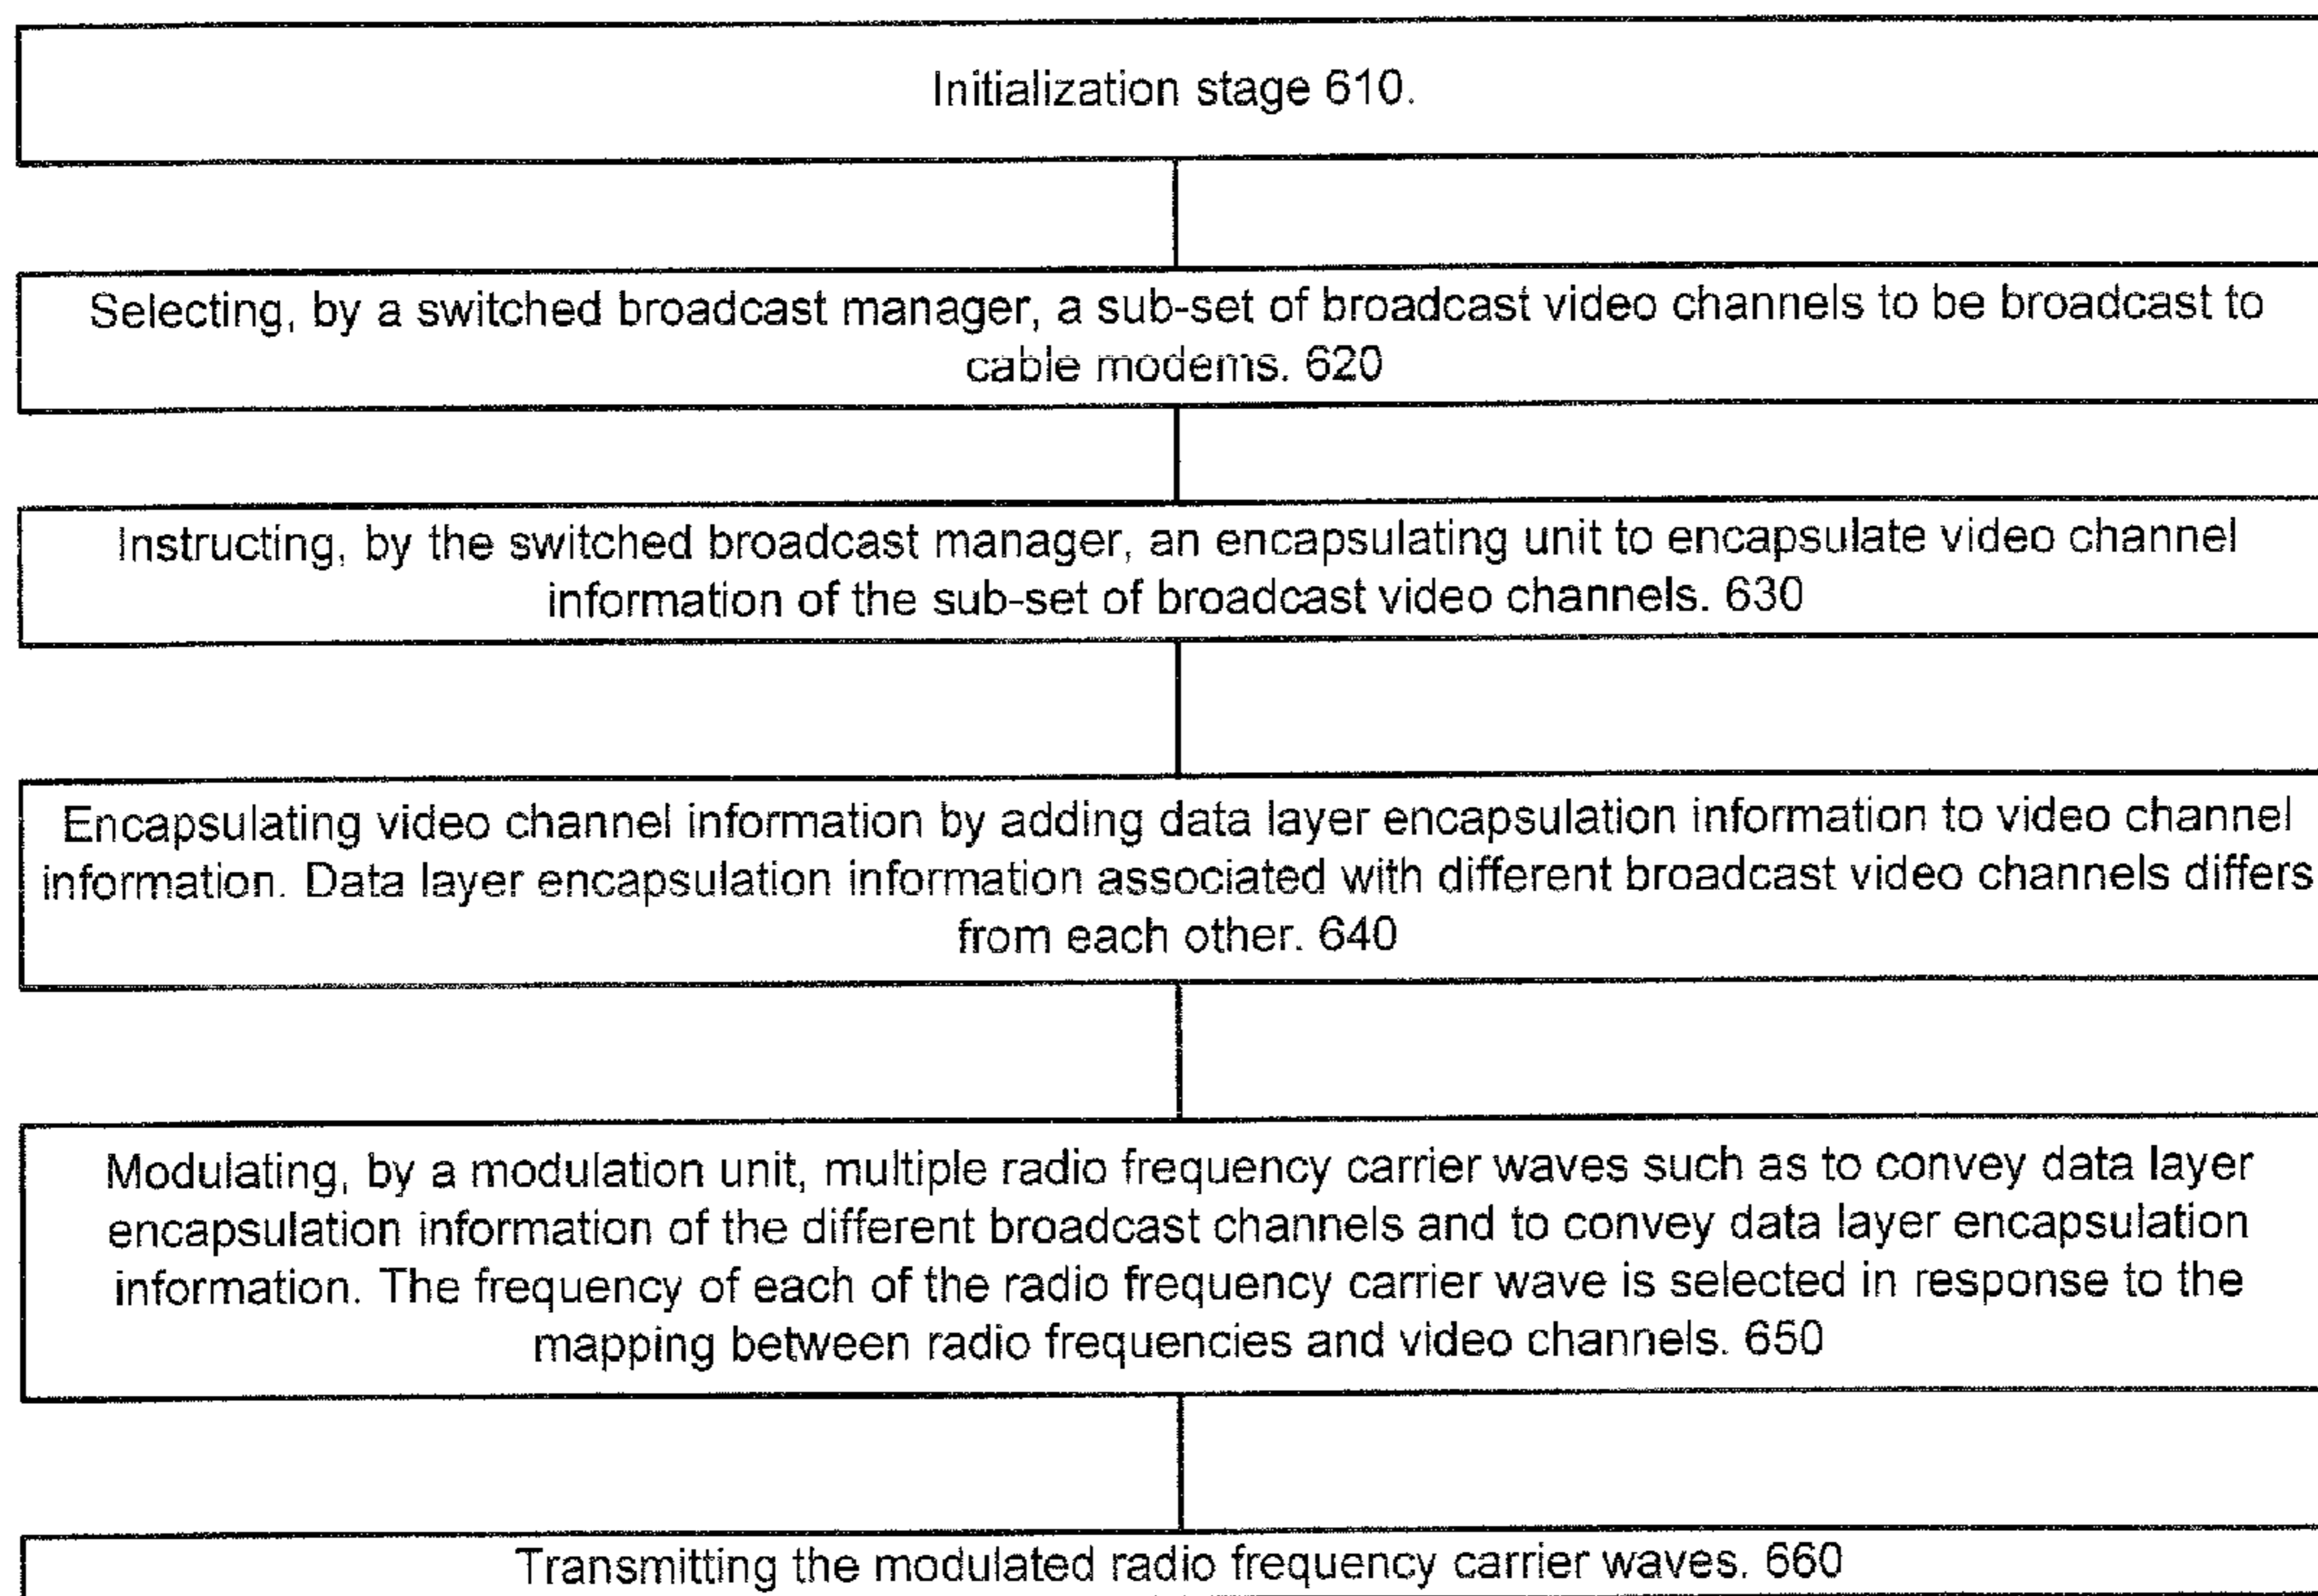 Initialization stage 610.
Selecting, by a switched broadcast manager, a sub-set of broadcast video channels to be broadcast to
cable modems. 620
Instructing, by the switched broadcast manager, an encapsulating unit to encapsulate video channel
information of the sub-set of broadcast video channels. 630
Encapsulating video channel information by adding data layer encapsulation information to video channel
information. Data layer encapsulation information associated with different broadcast video channels differs
from each other. 640
Modulating, by a modulation unit, multiple radio frequency carrier waves such as to convey data layer
encapsulation information of the different broadcast channels and to convey data layer encapsulation
information. The frequency of each of the radio frequency carrier wave is selected in response to the
mapping between radio frequencies and video channels. 650
Transmitting the modulated radio frequency carrier waves. 660